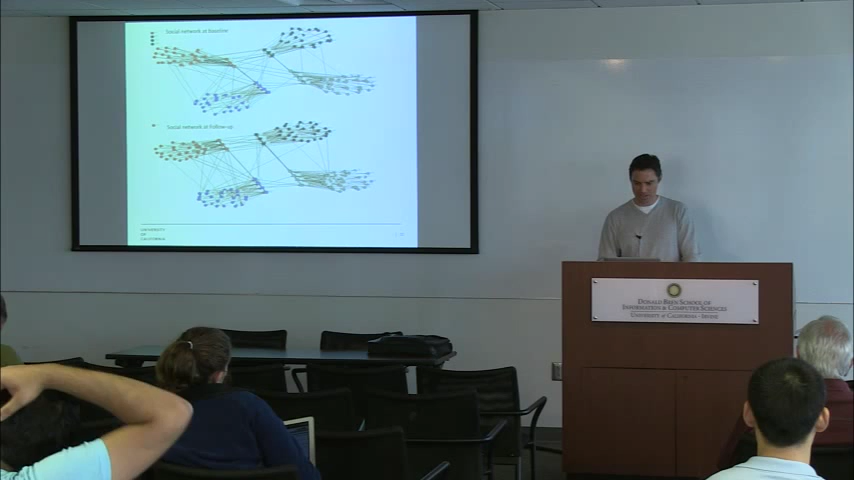 Social network at baseline
Social network at Follow-up
UNIVERSITY
OF
CALIFORNIA
DONALD BREN SCHOOL OF
INFORMATION & COMPUTER SCIENCES
UNIVERSITY of CALIFORNIA - IRVINE